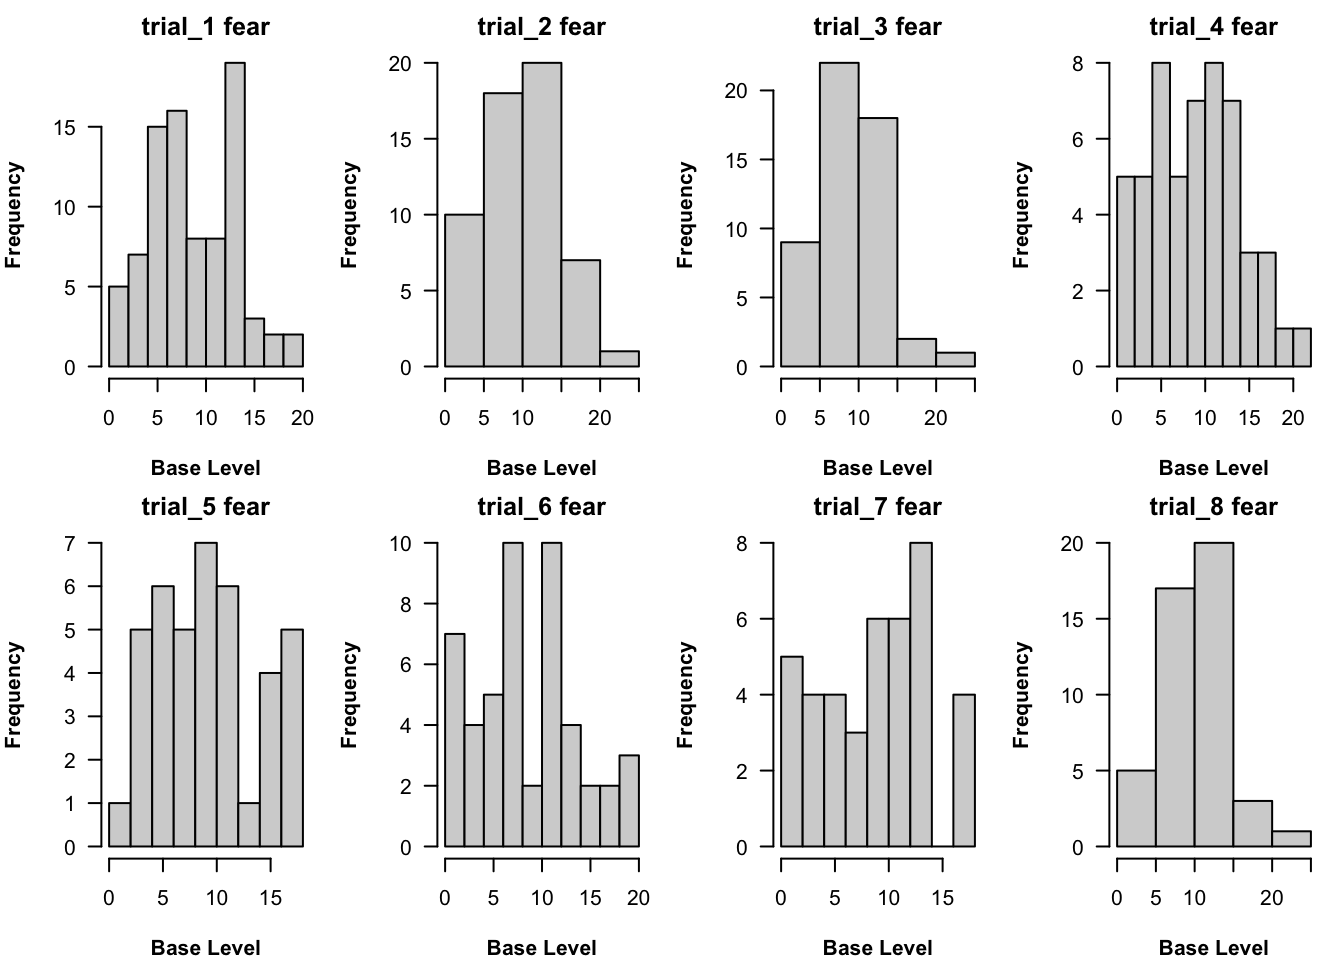 trial_1 fear
Frequency
15
10
5
0
0 5 10 15 20
Base Level
trial_2 fear
Frequency
20
15
10
5
0
0 5 10 20
Base Level
trial_3 fear
Frequency
20
15
10
5
0
0 5 10 20
Base Level
trial_4 fear
Frequency
8
6
4
2
0
0 5 10 15 20
Base Level
trial_5 fear
Frequency
7
6
5
4
3
2
1
0
0 5 10 15
Base Level
trial_6 fear
Frequency
10
8
6
4
2
0
0 5 10 15 20
Base Level
trial_7 fear
Frequency
8
6
4
2
0
0 5 10 15
Base Level
trial_8 fear
Frequency
20
15
10
5
0
0 5 10 20
Base Level